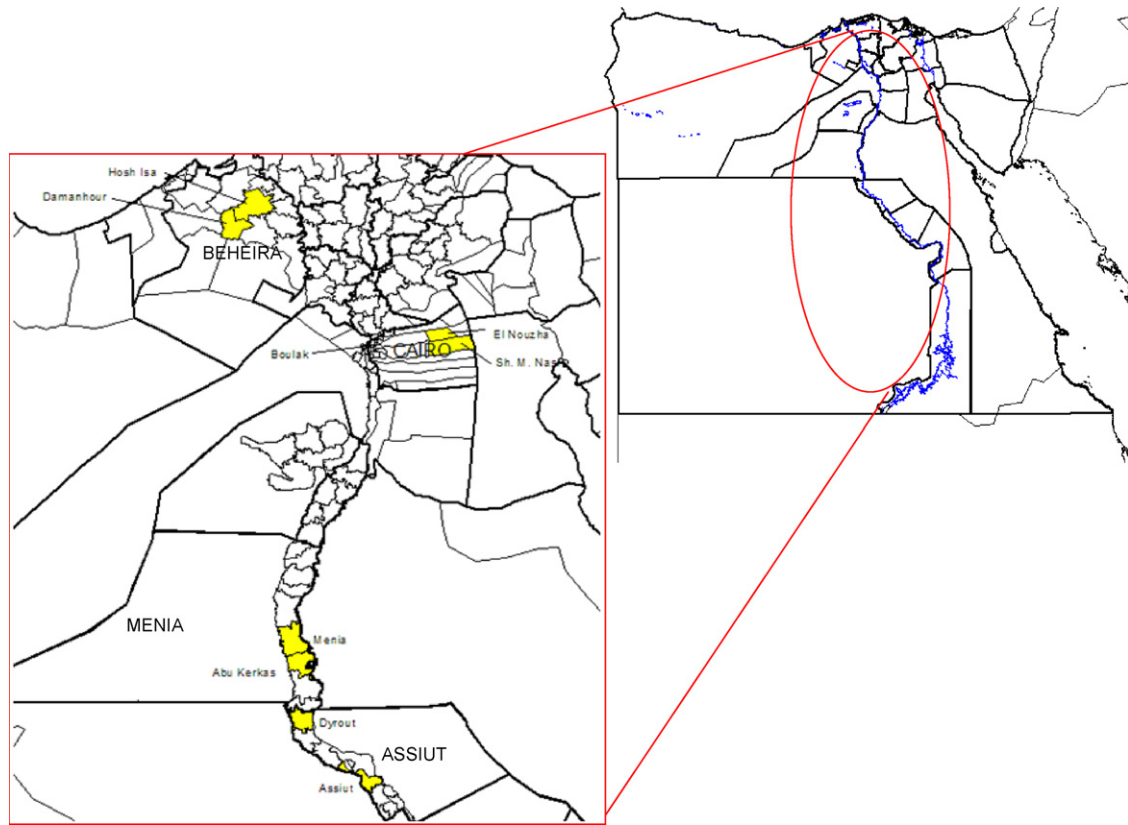 Hosh Isa
Damanhour
BEHEIRA
El Nouzha
Boulak
CAIRO
Sh. M. Nasr
MENIA
Menia
Abu Kerkas
Dyrout
ASSIUT
Assiut